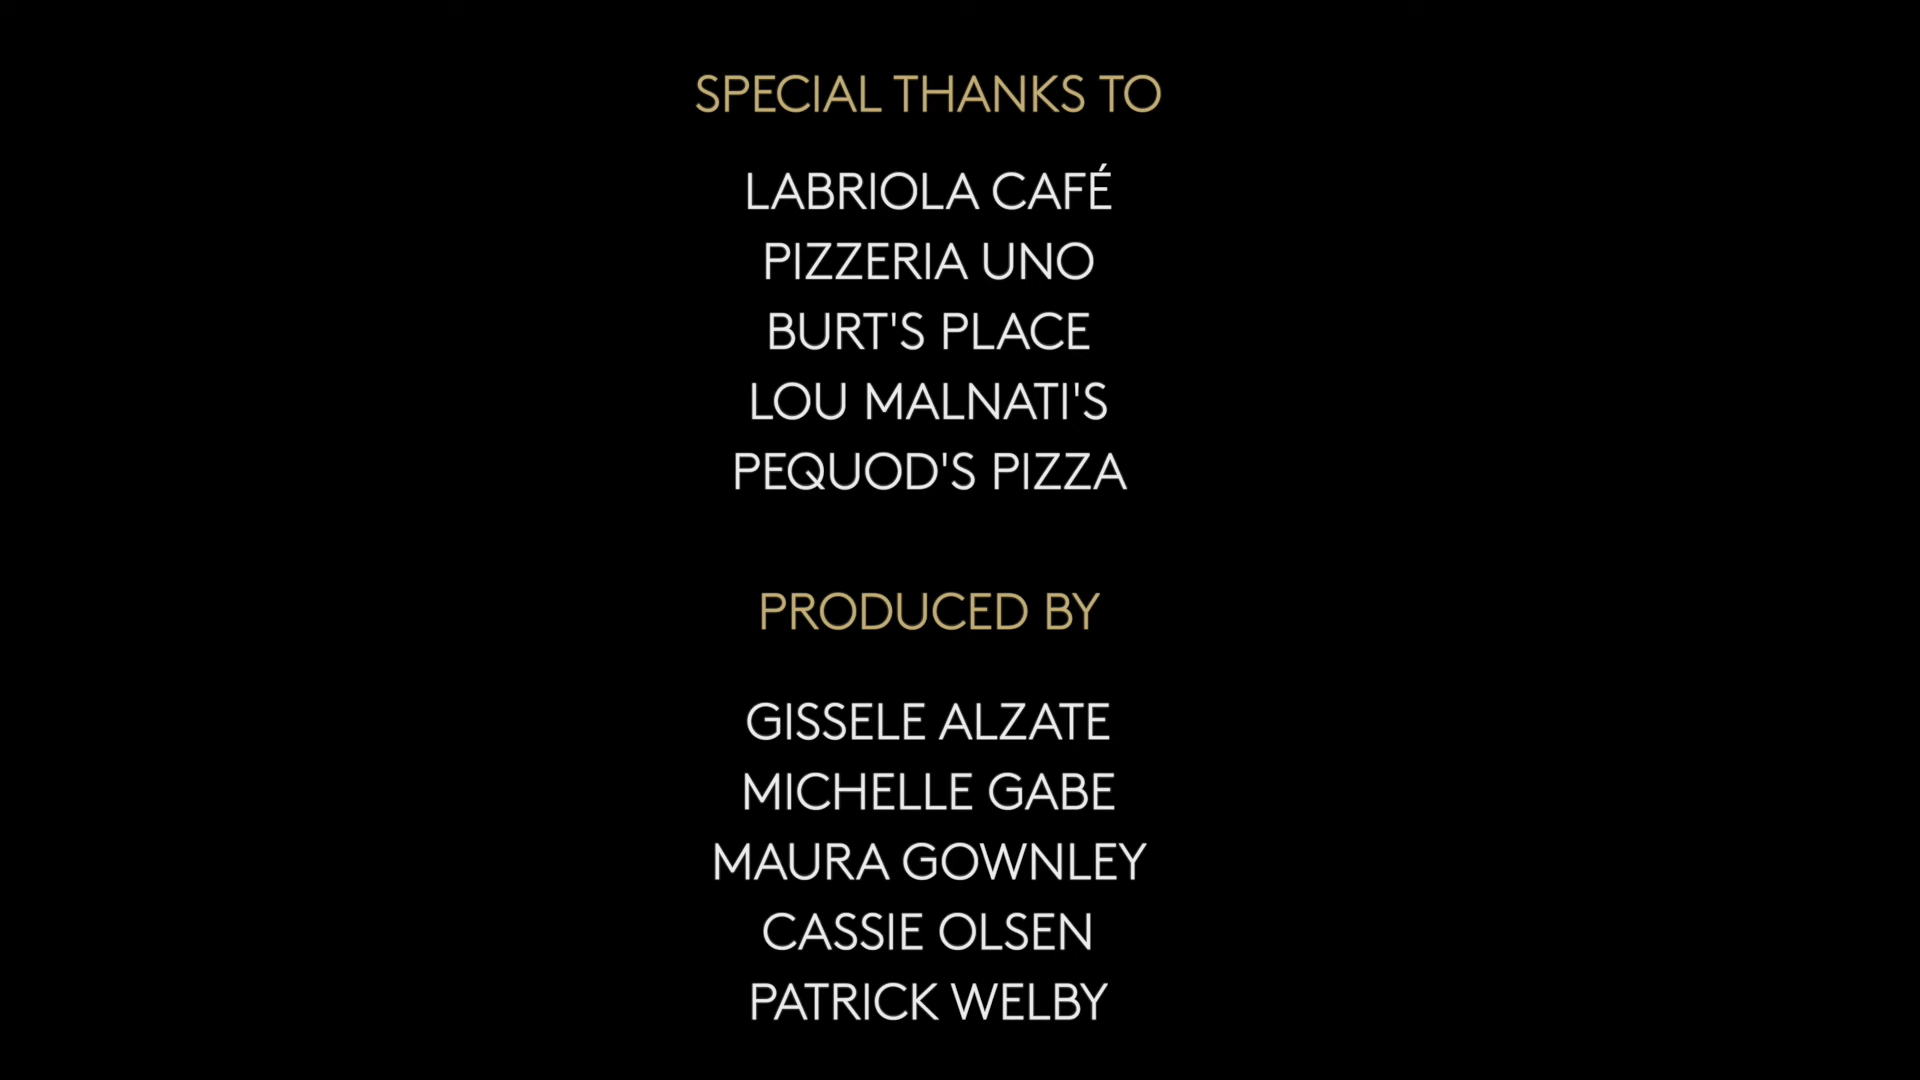 SPECIAL THANKS TO
LABRIOLA CAFÉ
PIZZERIA UNO
BURT'S PLACE
LOU MALNATI'S
PEQUOD'S PIZZA
PRODUCED BY
GISSELE ALZATE
MICHELLE GABE
MAURA GOWNLEY
CASSIE OLSEN
PATRICK WELBY